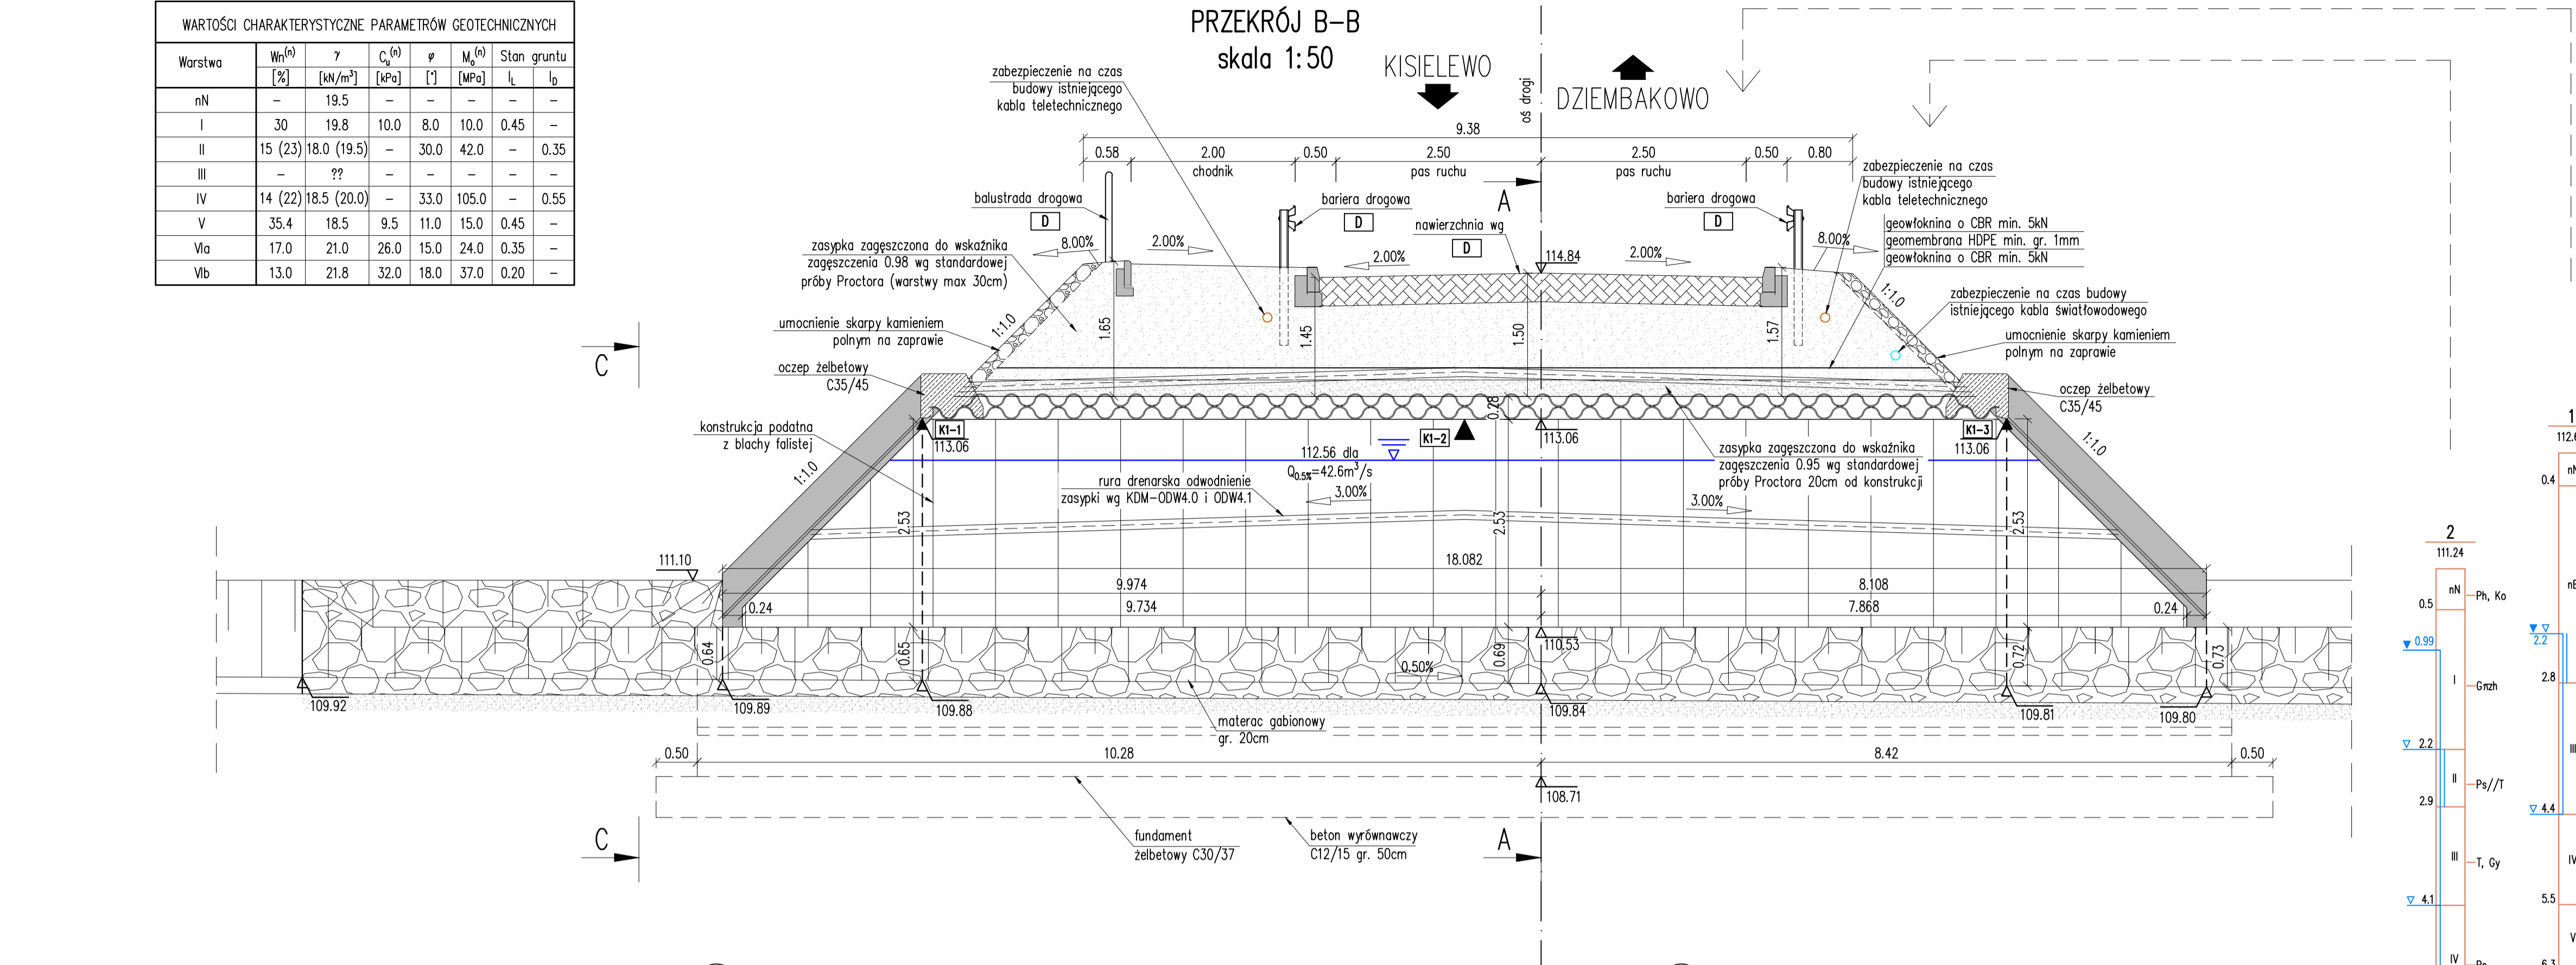 WARTOŚCI CHARAKTERYSTYCZNE PARAMETRÓW GEOTECHNICZNYCH
Warstwa Wn(n) γ Cu(n) φ Mo(n) Stan gruntu
[%] [kN/m³] [kPa] [°] [MPa] IL ID
nN – 19.5 – – – – –
I 30 19.8 10.0 8.0 10.0 0.45 –
II 15 (23) 18.0 (19.5) – 30.0 42.0 – 0.35
III – ?? – – – – –
IV 14 (22) 18.5 (20.0) – 33.0 105.0 – 0.55
V 35.4 18.5 9.5 11.0 15.0 0.45 –
VIa 17.0 21.0 26.0 15.0 24.0 0.35 –
VIb 13.0 21.8 32.0 18.0 37.0 0.20 –
PRZEKRÓJ B–B
skala 1:50
KISIELEWO
DZIEMBAKOWO
oś drogi
zabezpieczenie na czas
budowy istniejącego
kabla teletechnicznego
9.38
0.58 2.00 0.50 2.50 2.50 0.50 0.80
chodnik pas ruchu pas ruchu
A
balustrada drogowa
D
bariera drogowa
D
nawierzchnia wg
D
bariera drogowa
D
zabezpieczenie na czas
budowy istniejącego
kabla teletechnicznego
geowłoknina o CBR min. 5kN
geomembrana HDPE min. gr. 1mm
geowłoknina o CBR min. 5kN
8.00% 2.00% 2.00% 2.00% 8.00%
114.84
zasypka zagęszczona do wskaźnika
zagęszczenia 0.98 wg standardowej
próby Proctora (warstwy max 30cm)
zabezpieczenie na czas budowy
istniejącego kabla światłowodowego
1:1.0
1:1.0
umocnienie skarpy kamieniem
polnym na zaprawie
umocnienie skarpy kamieniem
polnym na zaprawie
1.65 1.45 1.50 1.57
C
oczep żelbetowy
C35/45
oczep żelbetowy
C35/45
0.28
konstrukcja podatna
z blachy falistej
K1-1
113.06
K1-2
113.06
K1-3
113.06
1:1.0
1:1.0
112.56 dla
Q0.5%=42.6m³/s
zasypka zagęszczona do wskaźnika
zagęszczenia 0.95 wg standardowej
próby Proctora 20cm od konstrukcji
rura drenarska odwodnienie
zasypki wg KDM-ODW4.0 i ODW4.1
3.00%
3.00%
2.53 2.53 2.53
111.10
18.082
9.974 8.108
0.24 9.734 7.868 0.24
110.53
0.64 0.65 0.69 0.72 0.73
0.50%
109.92 109.89 109.88 109.84 109.81 109.80
materac gabionowy
gr. 20cm
0.50 10.28 8.42 0.50
108.71
C
fundament
żelbetowy C30/37
beton wyrównawczy
C12/15 gr. 50cm
A
2
111.24
nN
Ph, Ko
0.5
0.99
I
Gπzh
2.2
II
Ps//T
2.9
III
T, Gy
4.1
IV
1
0.4
2.2
2.8
4.4
5.5
6.3